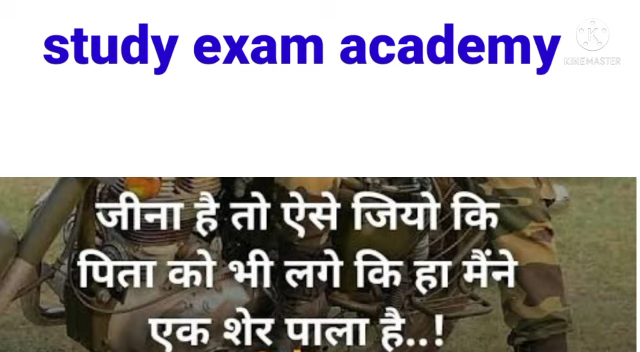 study exam academy
KINEMASTER
जीना है तो ऐसे जियो कि
पिता को भी लगे कि हा मैंने
एक शेर पाला है..!